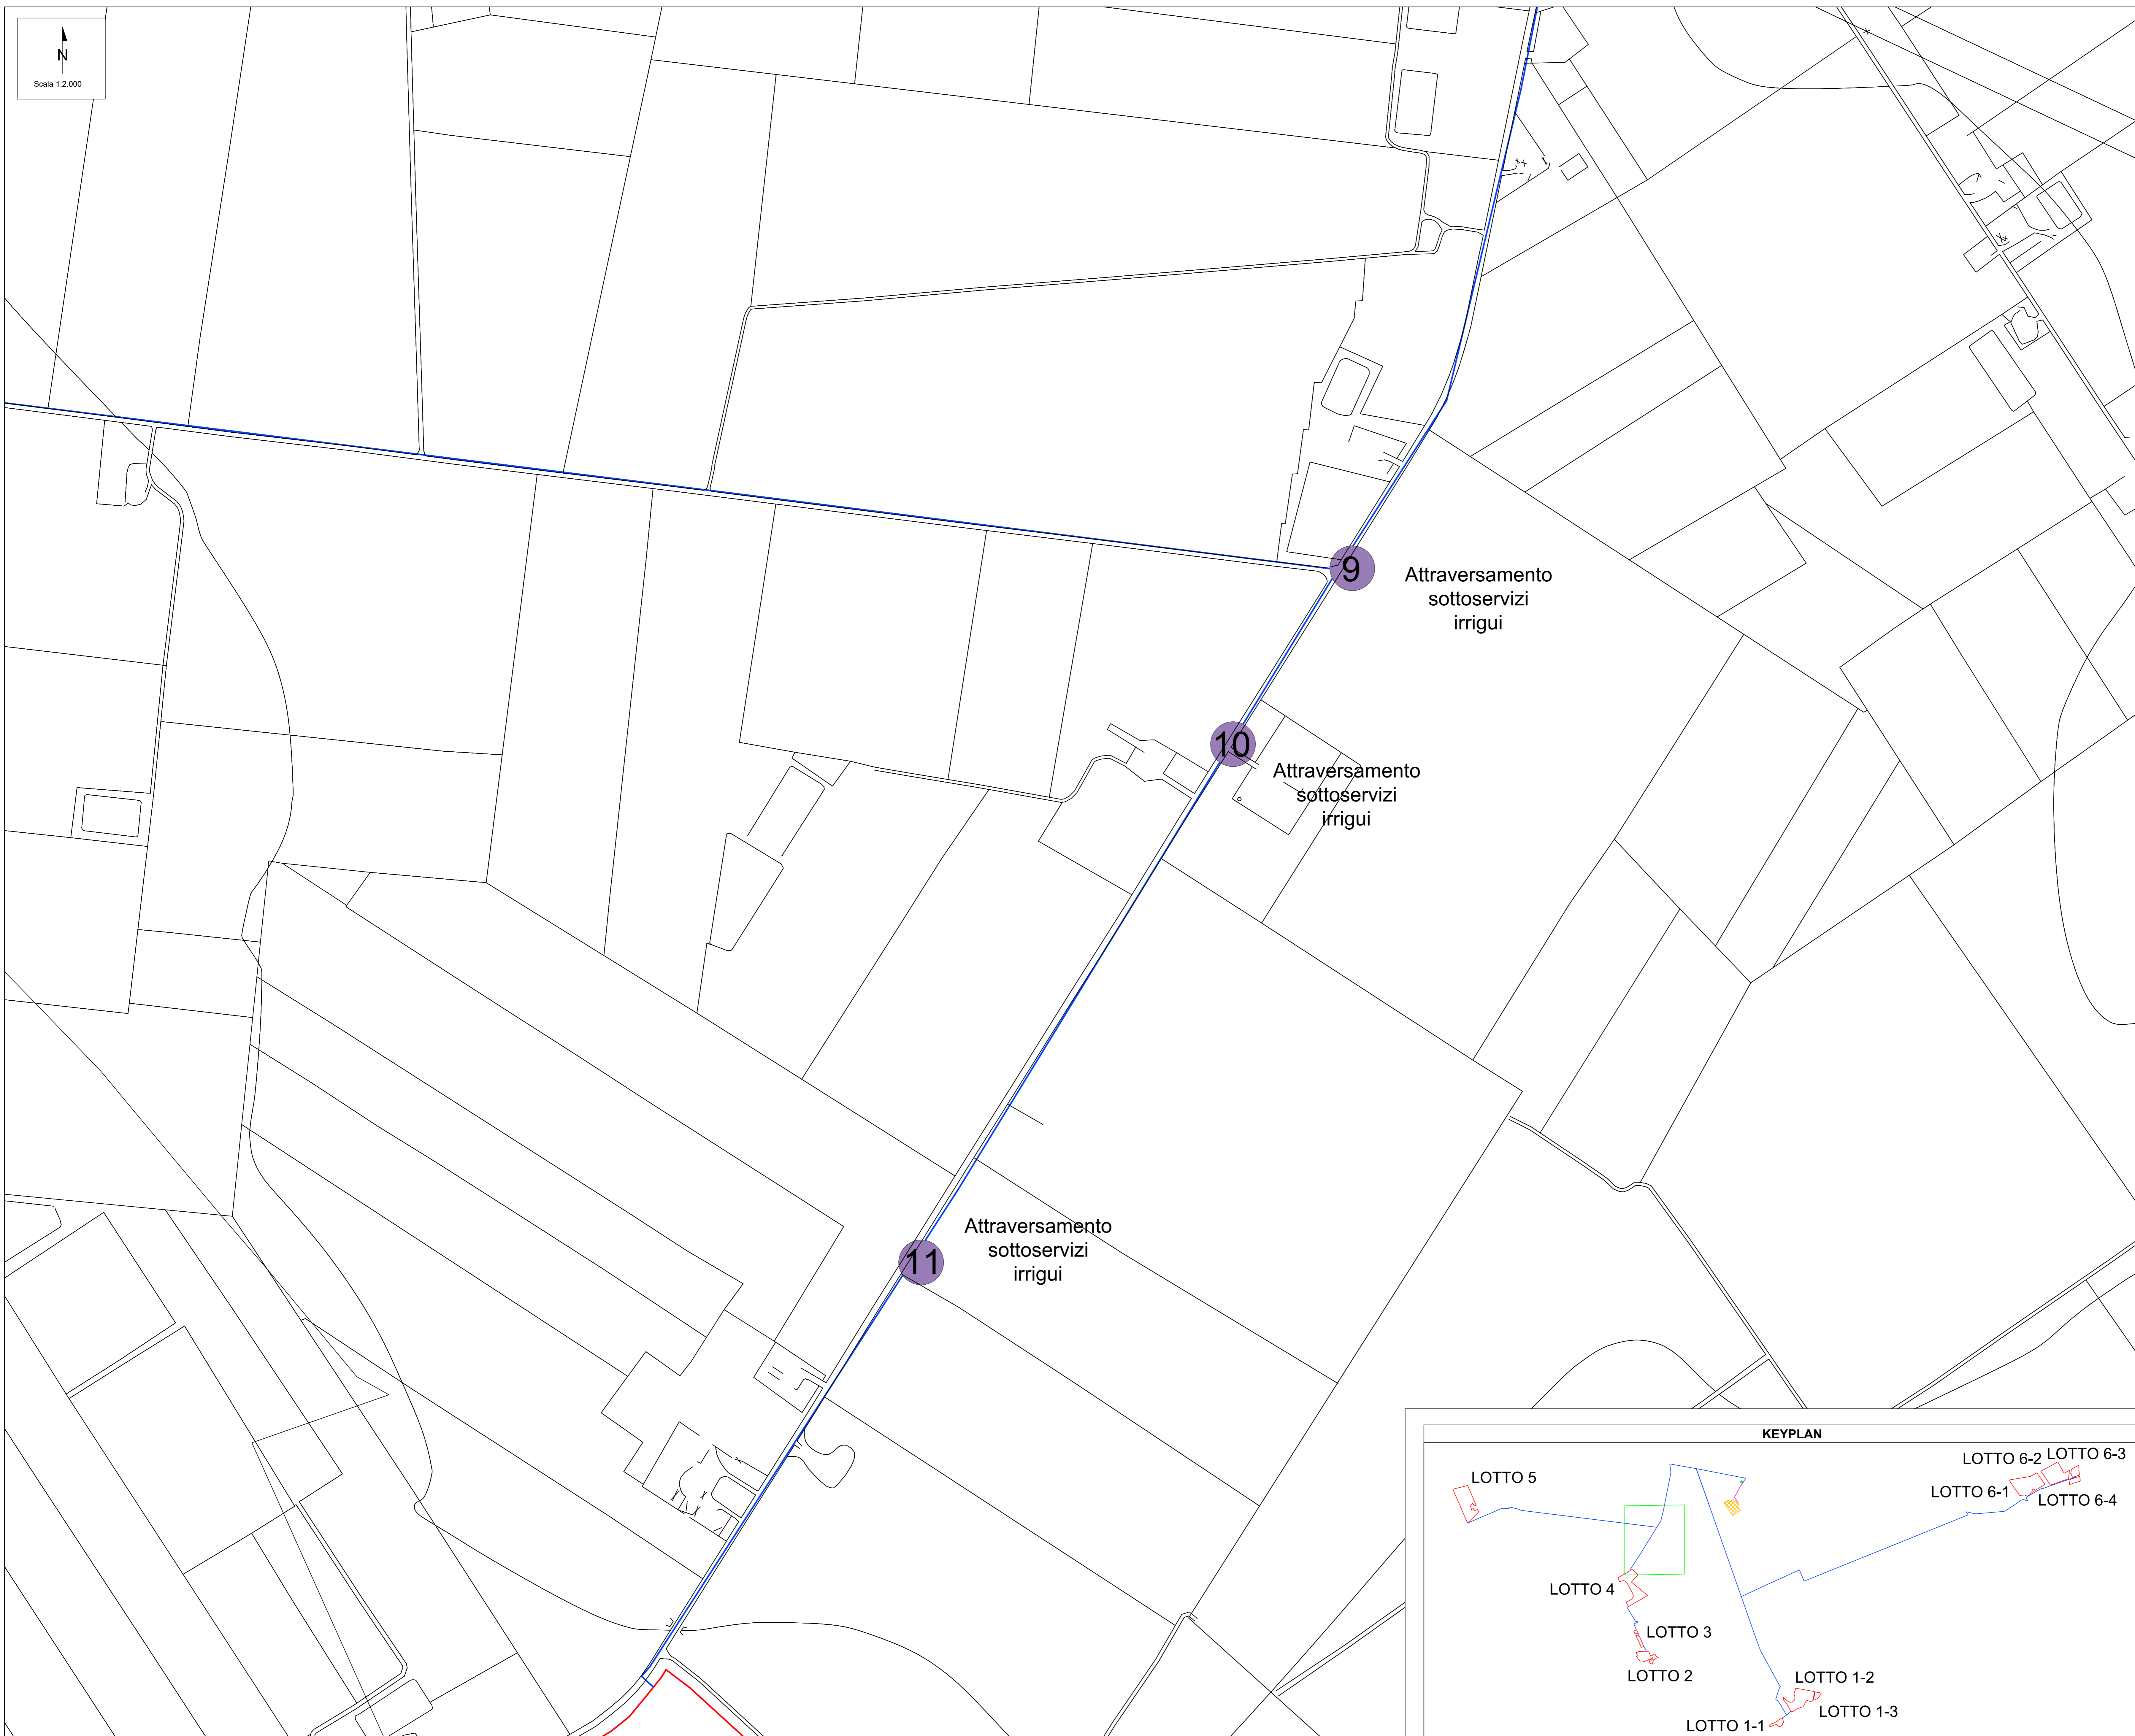 N
Scala 1:2.000
9
Attraversamento
sottoservizi
irrigui
10
Attraversamento
sottoservizi
irrigui
11
Attraversamento
sottoservizi
irrigui
KEYPLAN
LOTTO 5
LOTTO 6-2
LOTTO 6-3
LOTTO 6-1
LOTTO 6-4
LOTTO 4
LOTTO 3
LOTTO 2
LOTTO 1-2
LOTTO 1-3
LOTTO 1-1